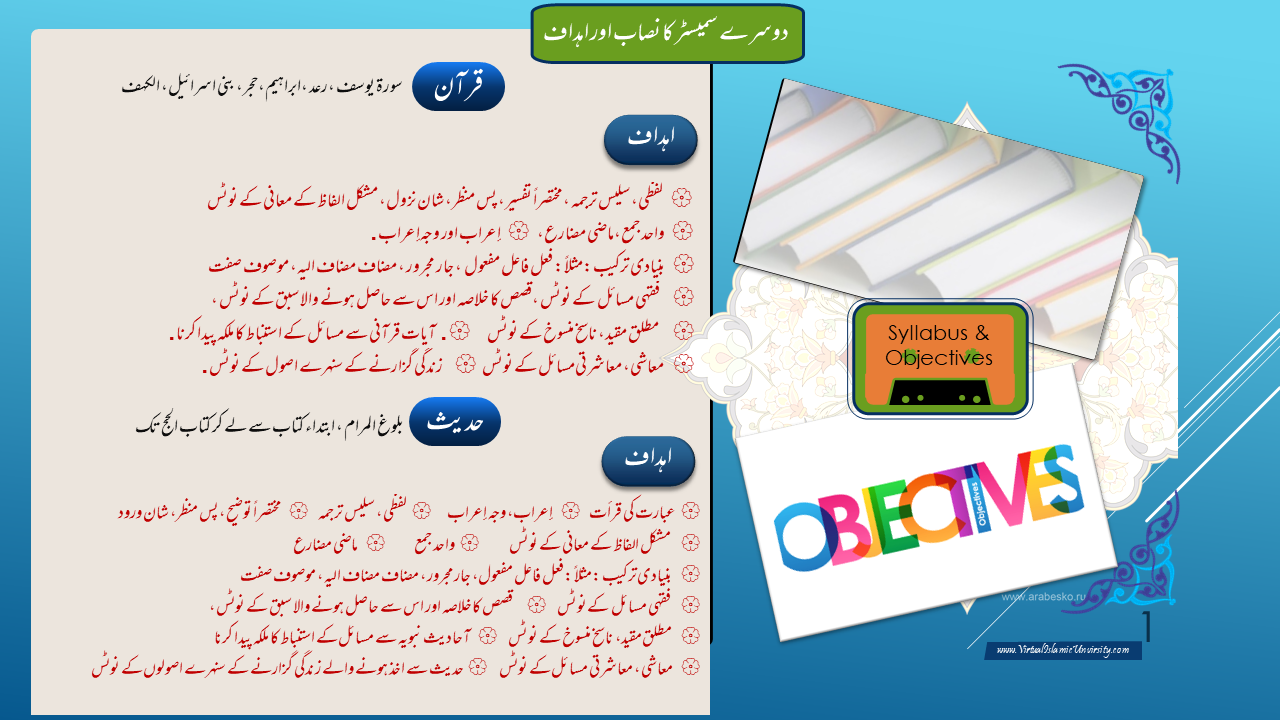 دوسرے سمیسٹر کا نصاب اور اہداف
قرآن
سورۃ یوسف ، رعد ، ابراہیم ، حجر ، بنی اسرائیل ، الکہف
اہداف
لفظی ، سلیس ترجمہ ، مختصراً تفسیر ، پس منظر ، شان نزول ، مشکل الفاظ کے معانی کے نوٹس
واحد جمع ، ماضی مضارع ، اِعراب اور وجہ اِعراب .
بنیادی ترکیب : مثلاً : فعل فاعل مفعول ، جار مجرور ، مضاف مضاف الیہ ، موصوف صفت
فقہی مسائل کے نوٹس ، قصص کا خلاصہ اور اس سے حاصل ہونے والا سبق کے نوٹس ،
مطلق مقید ، ناسخ منسوخ کے نوٹس . آیات قرآنی سے مسائل کے استنباط کا ملکہ پیدا کرنا .
معاشی ، معاشرتی مسائل کے نوٹس زندگی گزارنے کے سنہرے اصول کے نوٹس .
حدیث
بلوغ المرام ، ابتداء کتاب سے لے کر کتاب الحج تک
اہداف
عبارت کی قرأت اِعراب ، وجہ اِعراب لفظی ، سلیس ترجمہ مختصراً توضیح ، پس منظر ، شان ورود
مشکل الفاظ کے معانی کے نوٹس واحد جمع ماضی مضارع
بنیادی ترکیب : مثلاً : فعل فاعل مفعول ، جار مجرور ، مضاف مضاف الیہ ، موصوف صفت
فقہی مسائل کے نوٹس قصص کا خلاصہ اور اس سے حاصل ہونے والا سبق کے نوٹس ،
مطلق مقید ، ناسخ منسوخ کے نوٹس آحادیث نبویہ سے مسائل کے استنباط کا ملکہ پیدا کرنا
معاشی ، معاشرتی مسائل کے نوٹس حدیث سے اخذ ہونے والے زندگی گزارنے کے سنہرے اصولوں کے نوٹس
Syllabus &
Objectives
OBJECTIVES
Objectives
www.arabesko.ru
1
www.VirtualIslamicUnivirsity.com